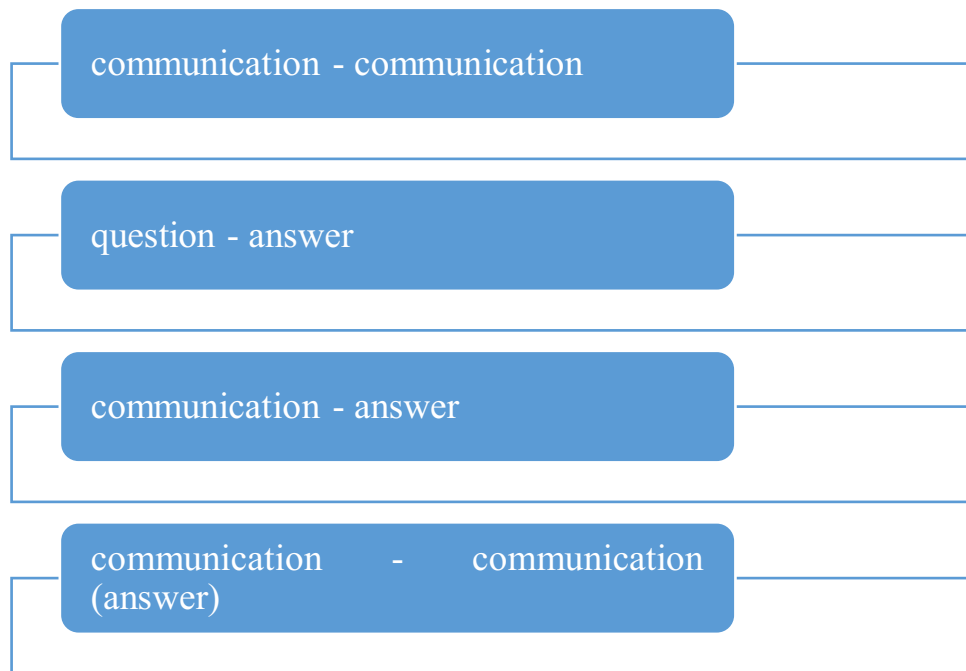 communication - communication
question - answer
communication - answer
communication - communication
(answer)